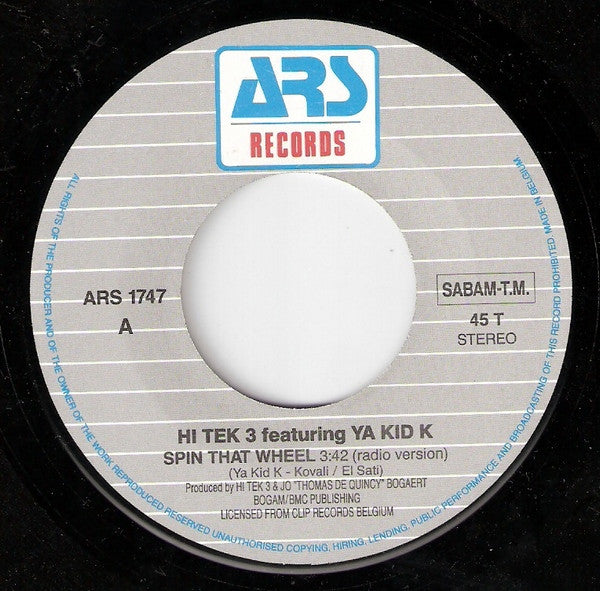 ARS
RECORDS
ARS 1747
A
SABAM-T.M.
45 T
STEREO
HI TEK 3 featuring YA KID K
SPIN THAT WHEEL 3:42 (radio version)
(Ya Kid K - Kovali / El Sati)
Produced by HI TEK 3 & JO "THOMAS DE QUINCY" BOGAERT
BOGAM/BMC PUBLISHING
LICENSED FROM CLIP RECORDS BELGIUM
ALL RIGHTS OF THE PRODUCER AND OF THE OWNER OF THE WORK REPRODUCED RESERVED UNAUTHORISED COPYING, HIRING, LENDING, PUBLIC PERFORMANCE AND BROADCASTING OF THIS RECORD PROHIBITED. MADE IN BELGIUM